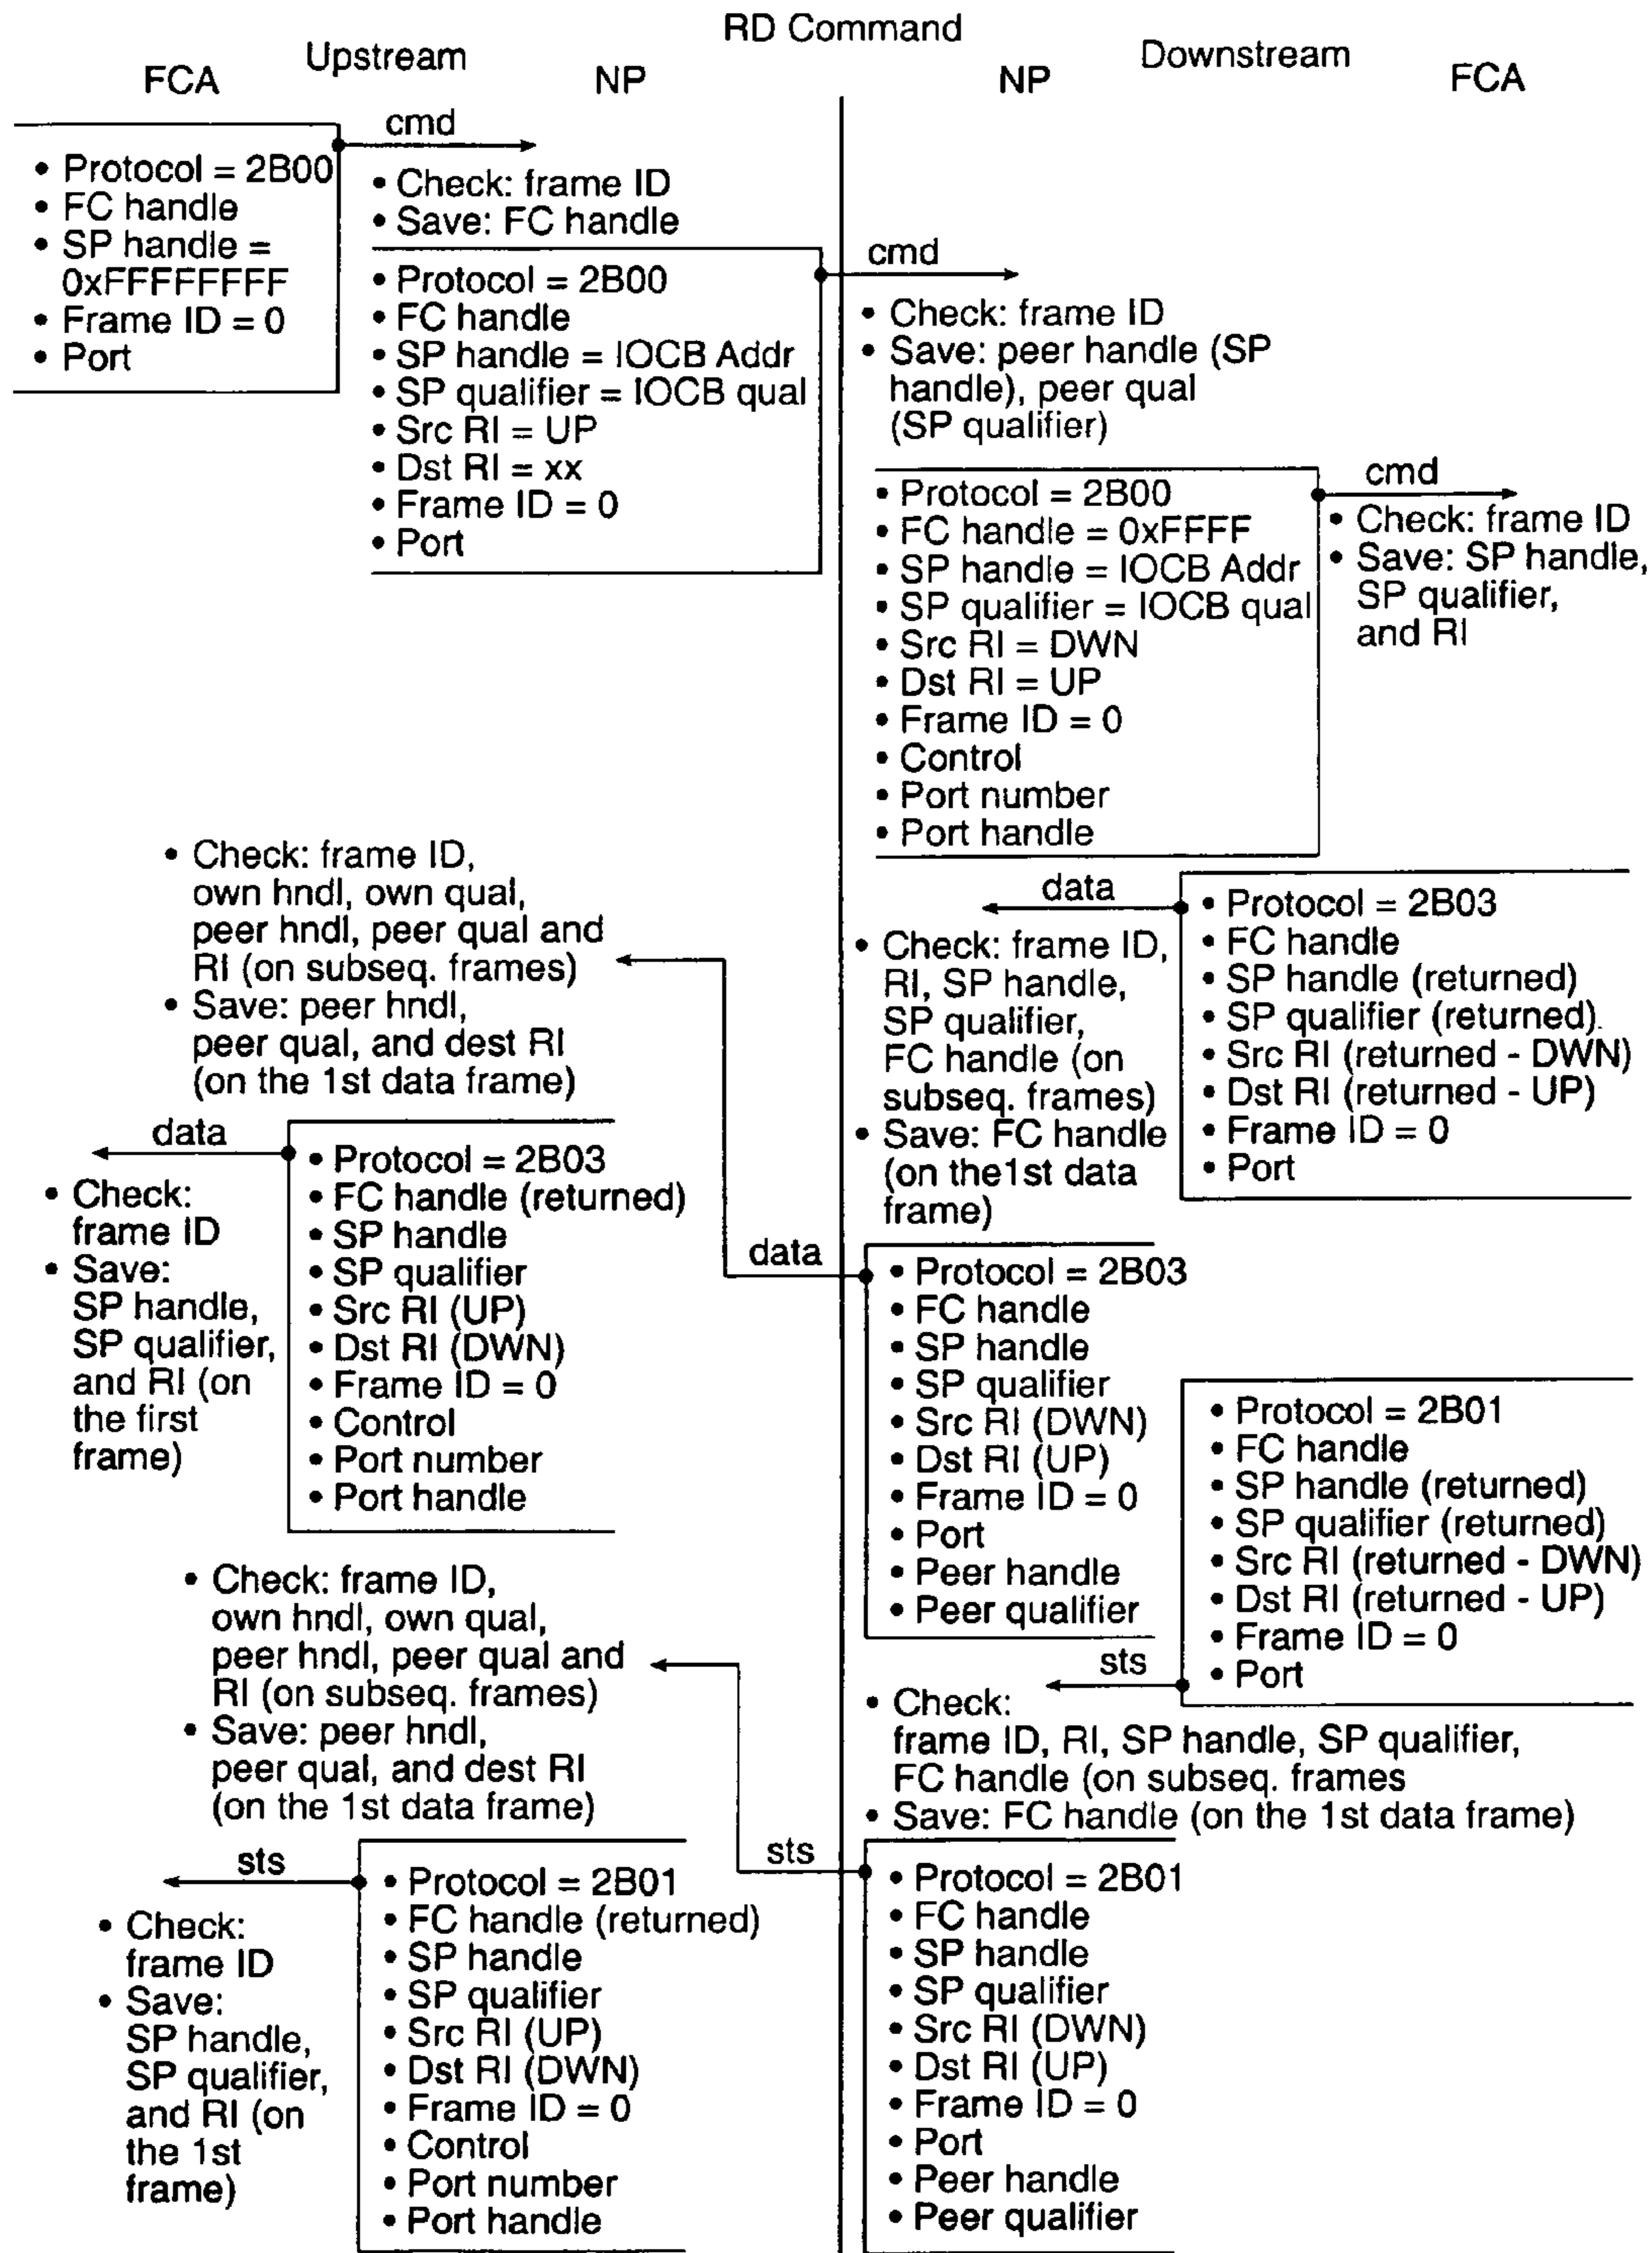 RD Command
Upstream
Downstream
FCA
NP
NP
FCA
cmd
• Protocol = 2B00
• FC handle
• SP handle =
0xFFFFFFFF
• Frame ID = 0
• Port
• Check: frame ID
• Save: FC handle
cmd
• Protocol = 2B00
• FC handle
• SP handle = IOCB Addr
• SP qualifier = IOCB qual
• Src RI = UP
• Dst RI = xx
• Frame ID = 0
• Port
• Check: frame ID
• Save: peer handle (SP
handle), peer qual
(SP qualifier)
cmd
• Protocol = 2B00
• FC handle = 0xFFFF
• SP handle = IOCB Addr
• SP qualifier = IOCB qual
• Src RI = DWN
• Dst RI = UP
• Frame ID = 0
• Control
• Port number
• Port handle
• Check: frame ID
• Save: SP handle,
SP qualifier,
and RI
data
• Protocol = 2B03
• FC handle
• SP handle (returned)
• SP qualifier (returned).
• Src RI (returned - DWN)
• Dst RI (returned - UP)
• Frame ID = 0
• Port
• Check: frame ID,
RI, SP handle,
SP qualifier,
FC handle (on
subseq. frames)
• Save: FC handle
(on the1st data
frame)
• Check: frame ID,
own hndl, own qual,
peer hndl, peer qual and
RI (on subseq. frames)
• Save: peer hndl,
peer qual, and dest RI
(on the 1st data frame)
data
• Protocol = 2B03
• FC handle
• SP handle
• SP qualifier
• Src RI (DWN)
• Dst RI (UP)
• Frame ID = 0
• Port
• Peer handle
• Peer qualifier
data
• Protocol = 2B03
• FC handle (returned)
• SP handle
• SP qualifier
• Src RI (UP)
• Dst RI (DWN)
• Frame ID = 0
• Control
• Port number
• Port handle
• Check:
frame ID
• Save:
SP handle,
SP qualifier,
and RI (on
the first
frame)
• Protocol = 2B01
• FC handle
• SP handle (returned)
• SP qualifier (returned)
• Src RI (returned - DWN)
• Dst RI (returned - UP)
• Frame ID = 0
• Port
sts
• Check:
frame ID, RI, SP handle, SP qualifier,
FC handle (on subseq. frames
• Save: FC handle (on the 1st data frame)
• Check: frame ID,
own hndl, own qual,
peer hndl, peer qual and
RI (on subseq. frames)
• Save: peer hndl,
peer qual, and dest RI
(on the 1st data frame)
sts
• Protocol = 2B01
• FC handle
• SP handle
• SP qualifier
• Src RI (DWN)
• Dst RI (UP)
• Frame ID = 0
• Port
• Peer handle
• Peer qualifier
sts
• Protocol = 2B01
• FC handle (returned)
• SP handle
• SP qualifier
• Src RI (UP)
• Dst RI (DWN)
• Frame ID = 0
• Control
• Port number
• Port handle
• Check:
frame ID
• Save:
SP handle,
SP qualifier,
and RI (on
the 1st
frame)